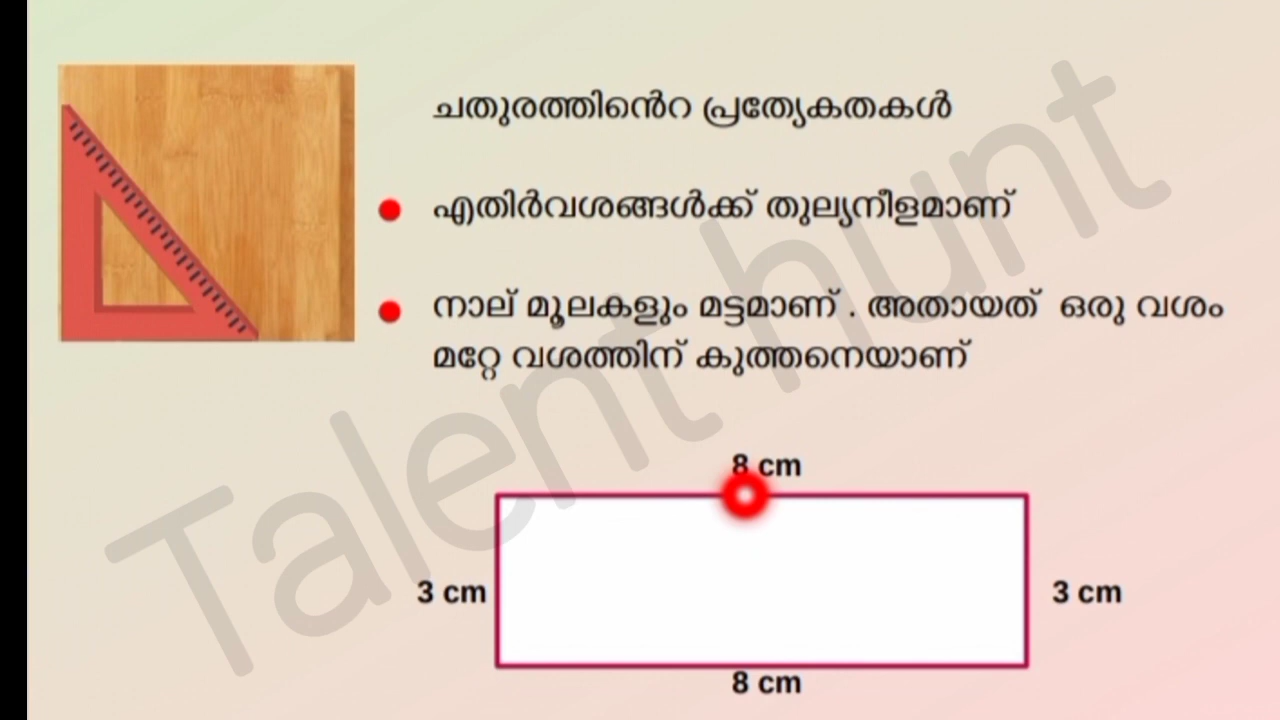 ചതുരത്തിൻെറ പ്രത്യേകതകൾ
എതിർവശങ്ങൾക്ക് തുല്യനീളമാണ്
നാല് മൂലകളും മട്ടമാണ് . അതായത് ഒരു വശം
മറ്റേ വശത്തിന് കുത്തനെയാണ്
8 cm
3 cm
3 cm
8 cm
Talent hunt